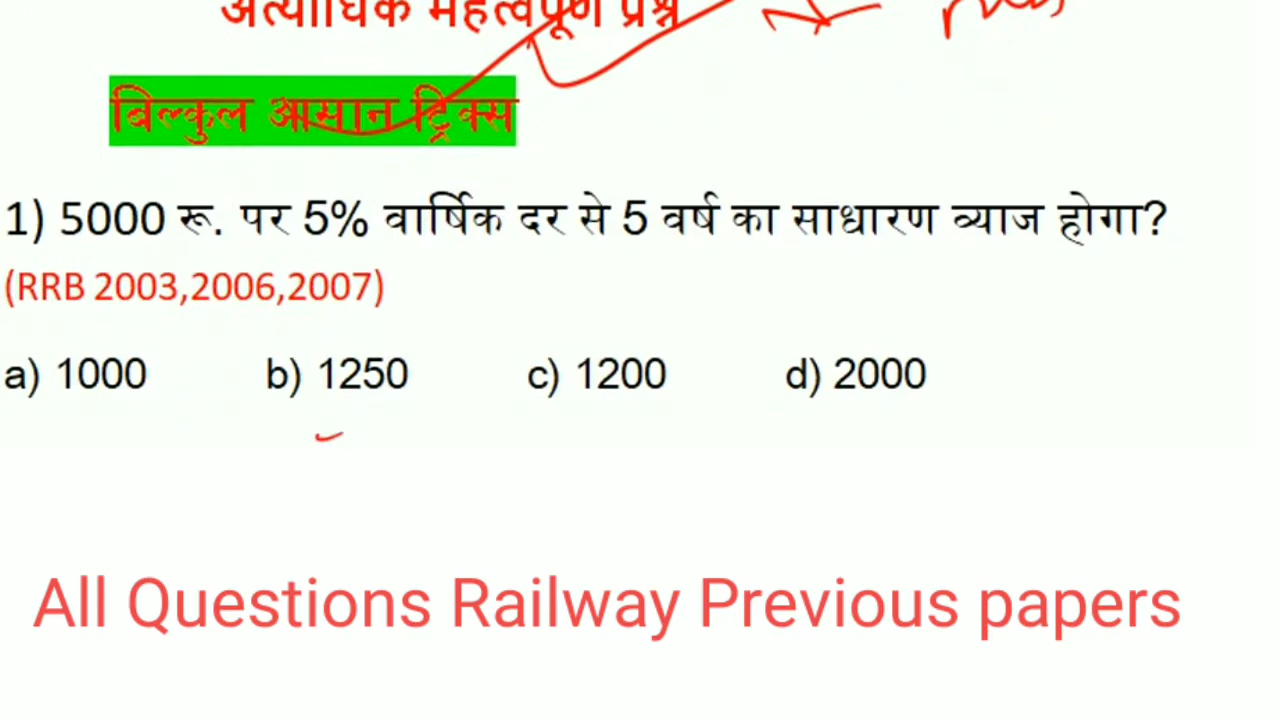 अत्याधिक महत्वपूर्ण प्रश्न
बिल्कुल आसान ट्रिक्स
1) 5000 रू. पर 5% वार्षिक दर से 5 वर्ष का साधारण व्याज होगा?
(RRB 2003,2006,2007)
a) 1000 b) 1250 c) 1200 d) 2000
All Questions Railway Previous papers